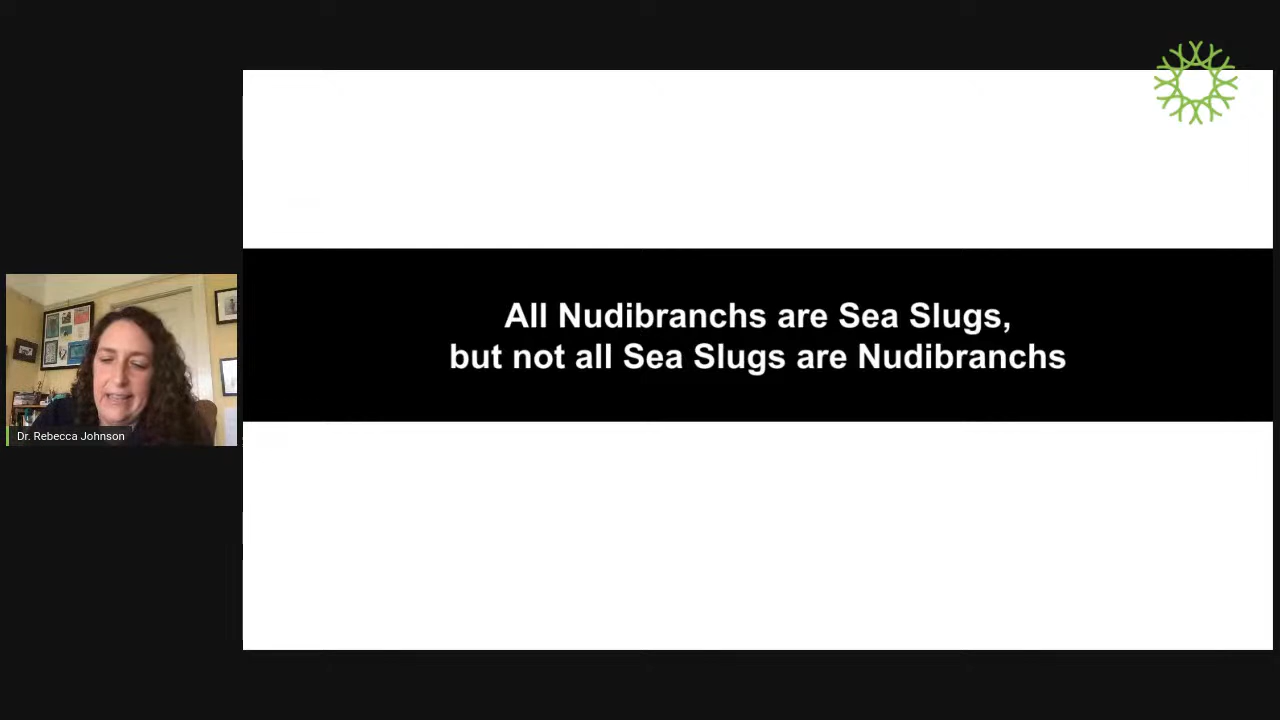 All Nudibranchs are Sea Slugs,
but not all Sea Slugs are Nudibranchs
Dr. Rebecca Johnson